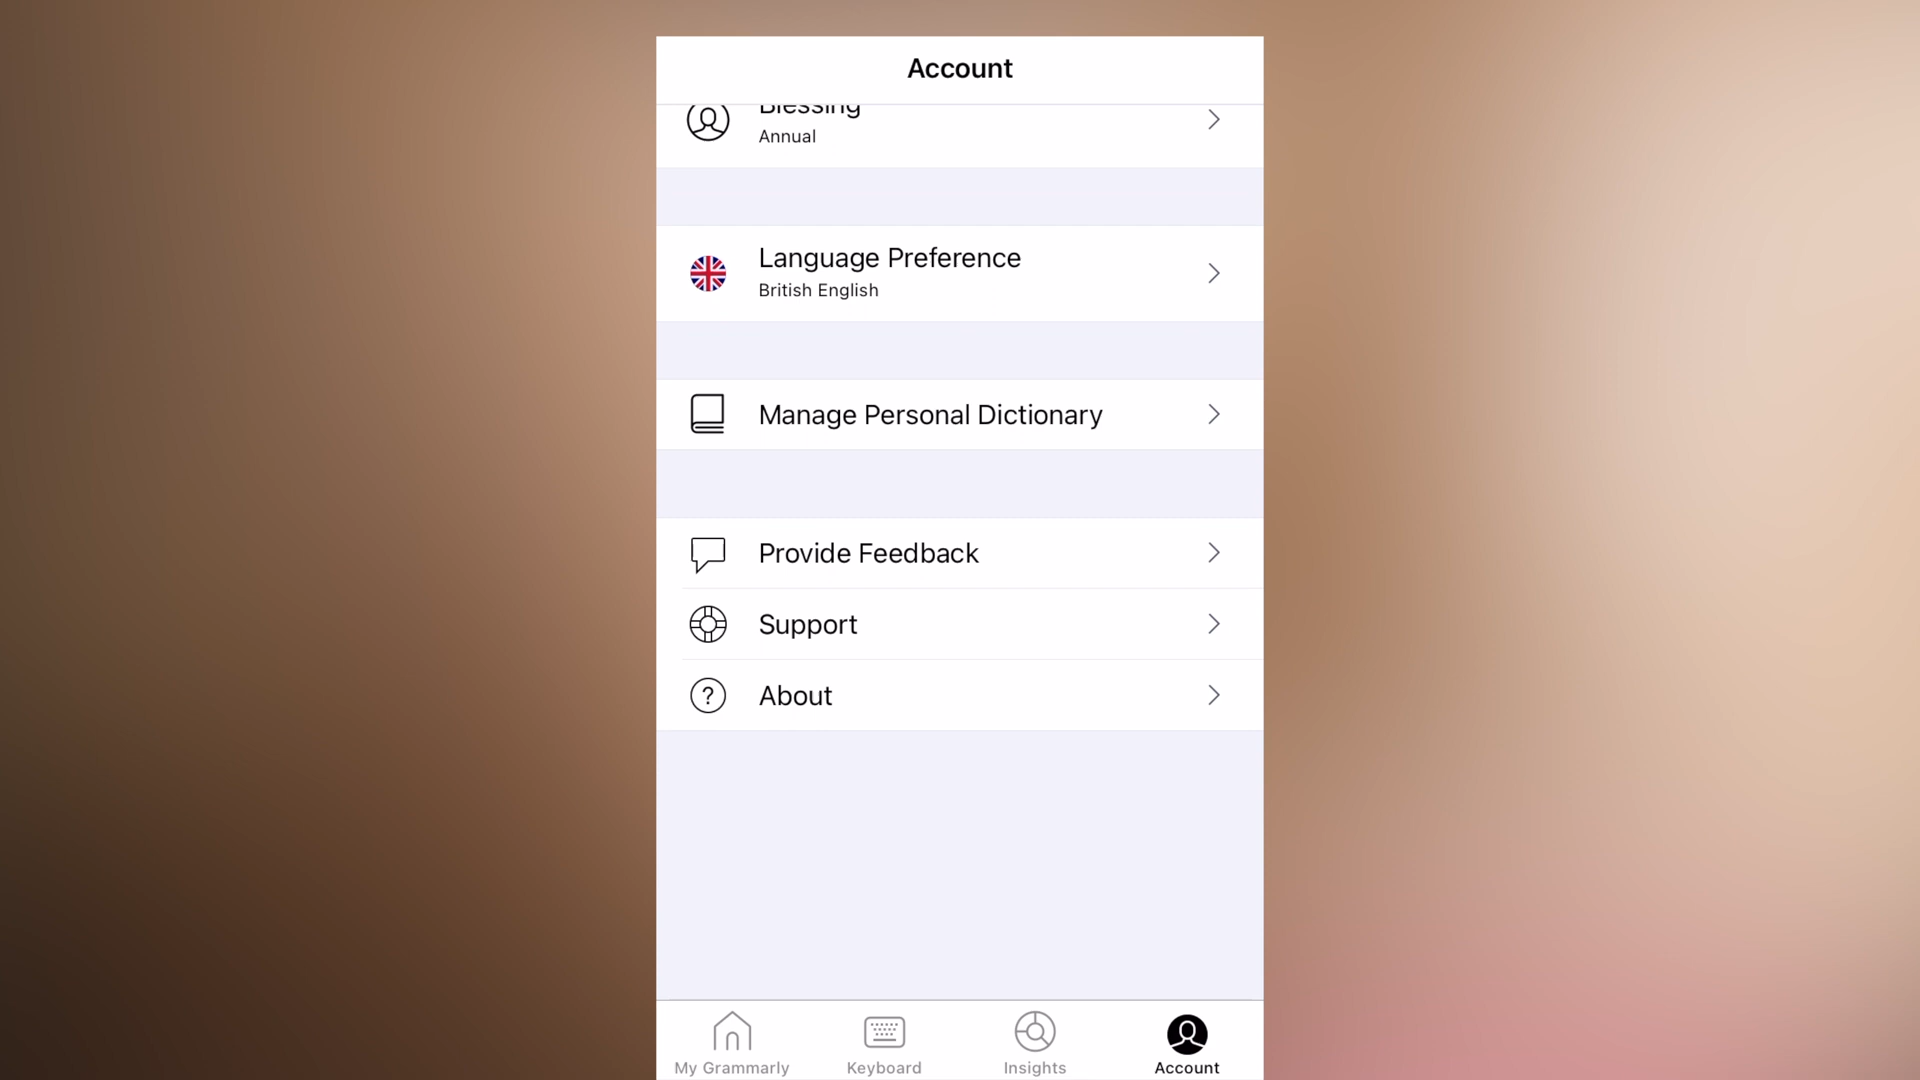 Account
Blessing
Annual
Language Preference
British English
Manage Personal Dictionary
Provide Feedback
Support
? About
My Grammarly
Keyboard
Insights
Account